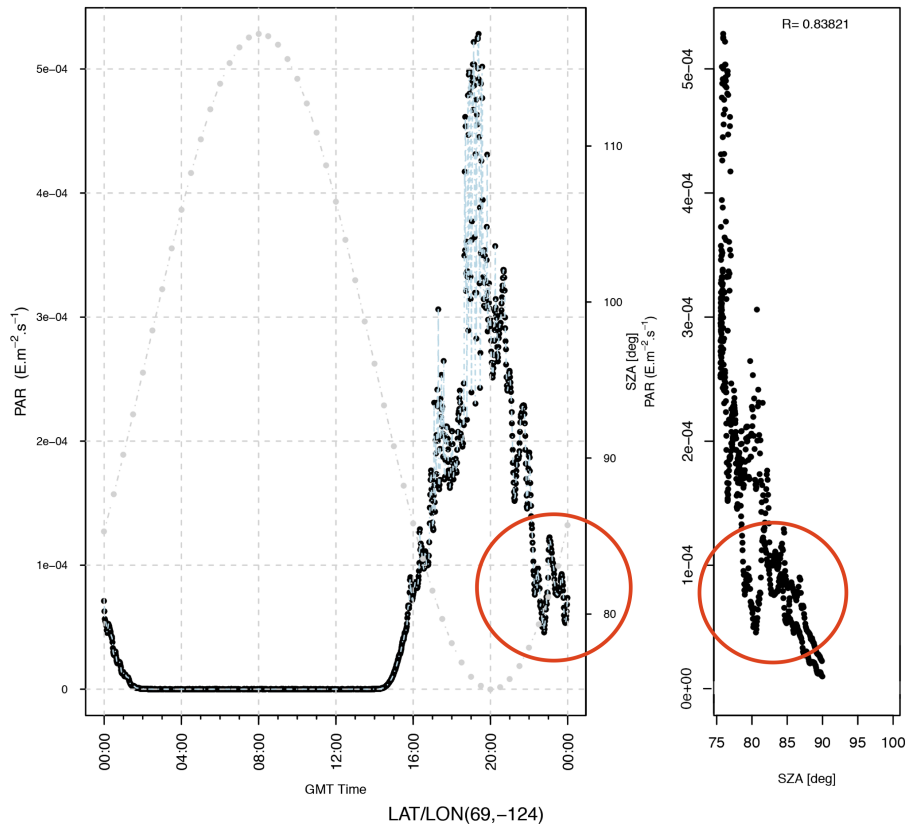 5e−04
4e−04
3e−04
2e−04
1e−04
0
PAR (E.m⁻².s⁻¹)
110
100
90
80
SZA [deg]
PAR (E.m⁻².s⁻¹)
00:00
04:00
08:00
12:00
16:00
20:00
00:00
GMT Time
R= 0.83821
5e−04
4e−04
3e−04
2e−04
1e−04
0e+00
75 80 85 90 95 100
SZA [deg]
LAT/LON(69,−124)